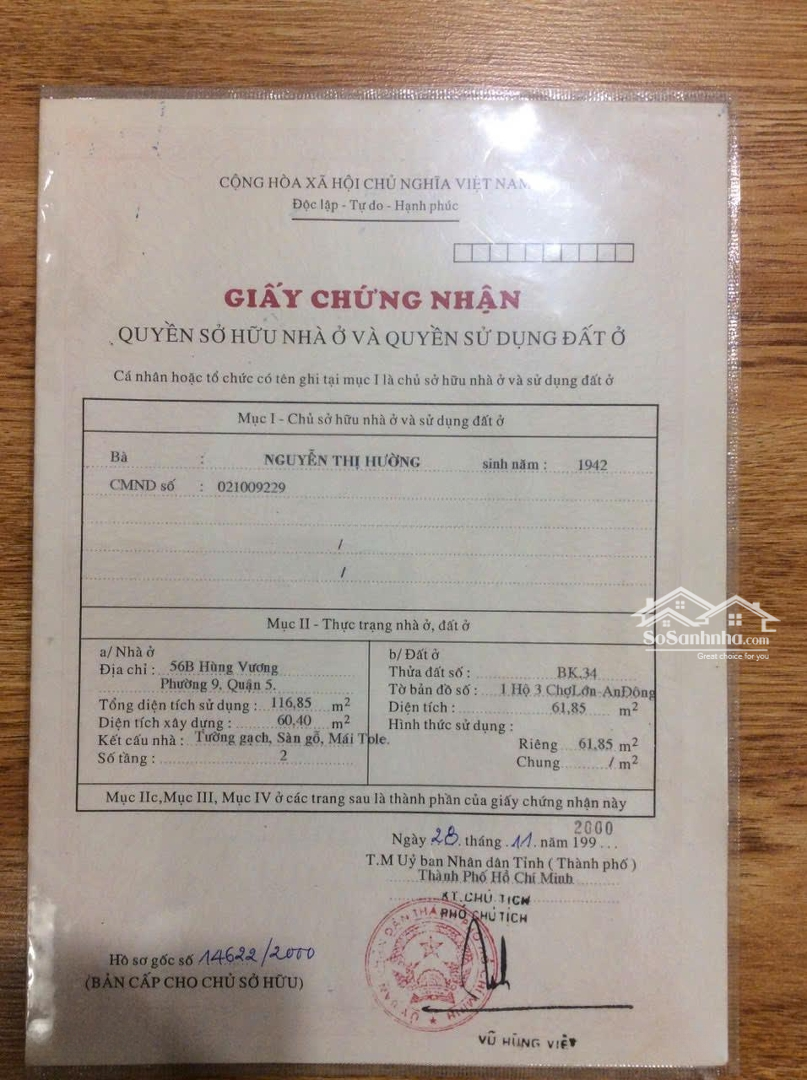 CỘNG HÒA XÃ HỘI CHỦ NGHĨA VIỆT NAM
Độc lập - Tự do - Hạnh phúc
GIẤY CHỨNG NHẬN
QUYỀN SỞ HỮU NHÀ Ở VÀ QUYỀN SỬ DỤNG ĐẤT Ở
Cá nhân hoặc tổ chức có tên ghi tại mục I là chủ sở hữu nhà ở và sử dụng đất ở
Mục I - Chủ sở hữu nhà ở và sử dụng đất ở
Bà : NGUYỄN THỊ HƯỜNG sinh năm : 1942
CMND số : 021009229
/
/
Mục II - Thực trạng nhà ở, đất ở
a/ Nhà ở
Địa chỉ : 56B Hùng Vương
Phường 9, Quận 5.
Tổng diện tích sử dụng : 116,85 m2
Diện tích xây dựng : 60,40 m2
Kết cấu nhà : Tường gạch, Sàn gỗ, Mái Tole.
Số tầng : 2
b/ Đất ở
Thửa đất số : BK.34
Tờ bản đồ số : 1 Hộ 3 ChợLớn-AnĐông
Diện tích : 61,85 m2
Hình thức sử dụng :
Riêng 61,85 m2
Chung / m2
SoSanhnha.com
Great choice for you
Mục IIc,Mục III, Mục IV ở các trang sau là thành phần của giấy chứng nhận này
2000
Ngày 28 tháng 11 năm 199...
T.M Uỷ ban Nhân dân Tỉnh ( Thành phố )
Thành Phố Hồ Chí Minh
KT.CHỦ TỊCH
PHÓ CHỦ TỊCH
Hồ sơ gốc số 14622/2000
(BẢN CẤP CHO CHỦ SỞ HỮU)
VŨ HÙNG VIỆT